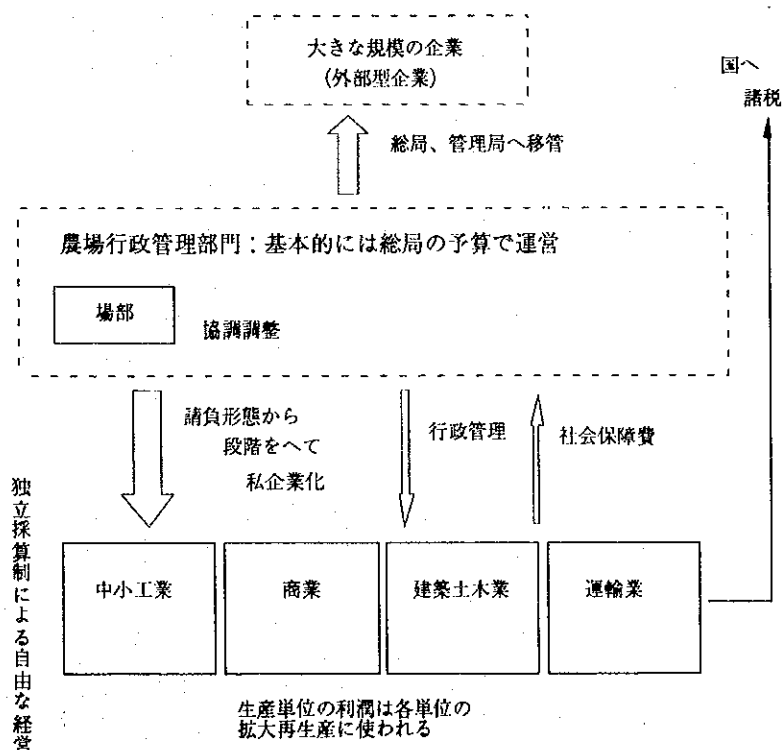 大きな規模の企業
(外部型企業)
国へ
諸税
総局、管理局へ移管
農場行政管理部門：基本的には総局の予算で運営
場部
協調調整
請負形態から
段階をへて
私企業化
行政管理
社会保障費
独立採算制による自由な経営
中小工業
商業
建築土木業
運輸業
生産単位の利潤は各単位の
拡大再生産に使われる